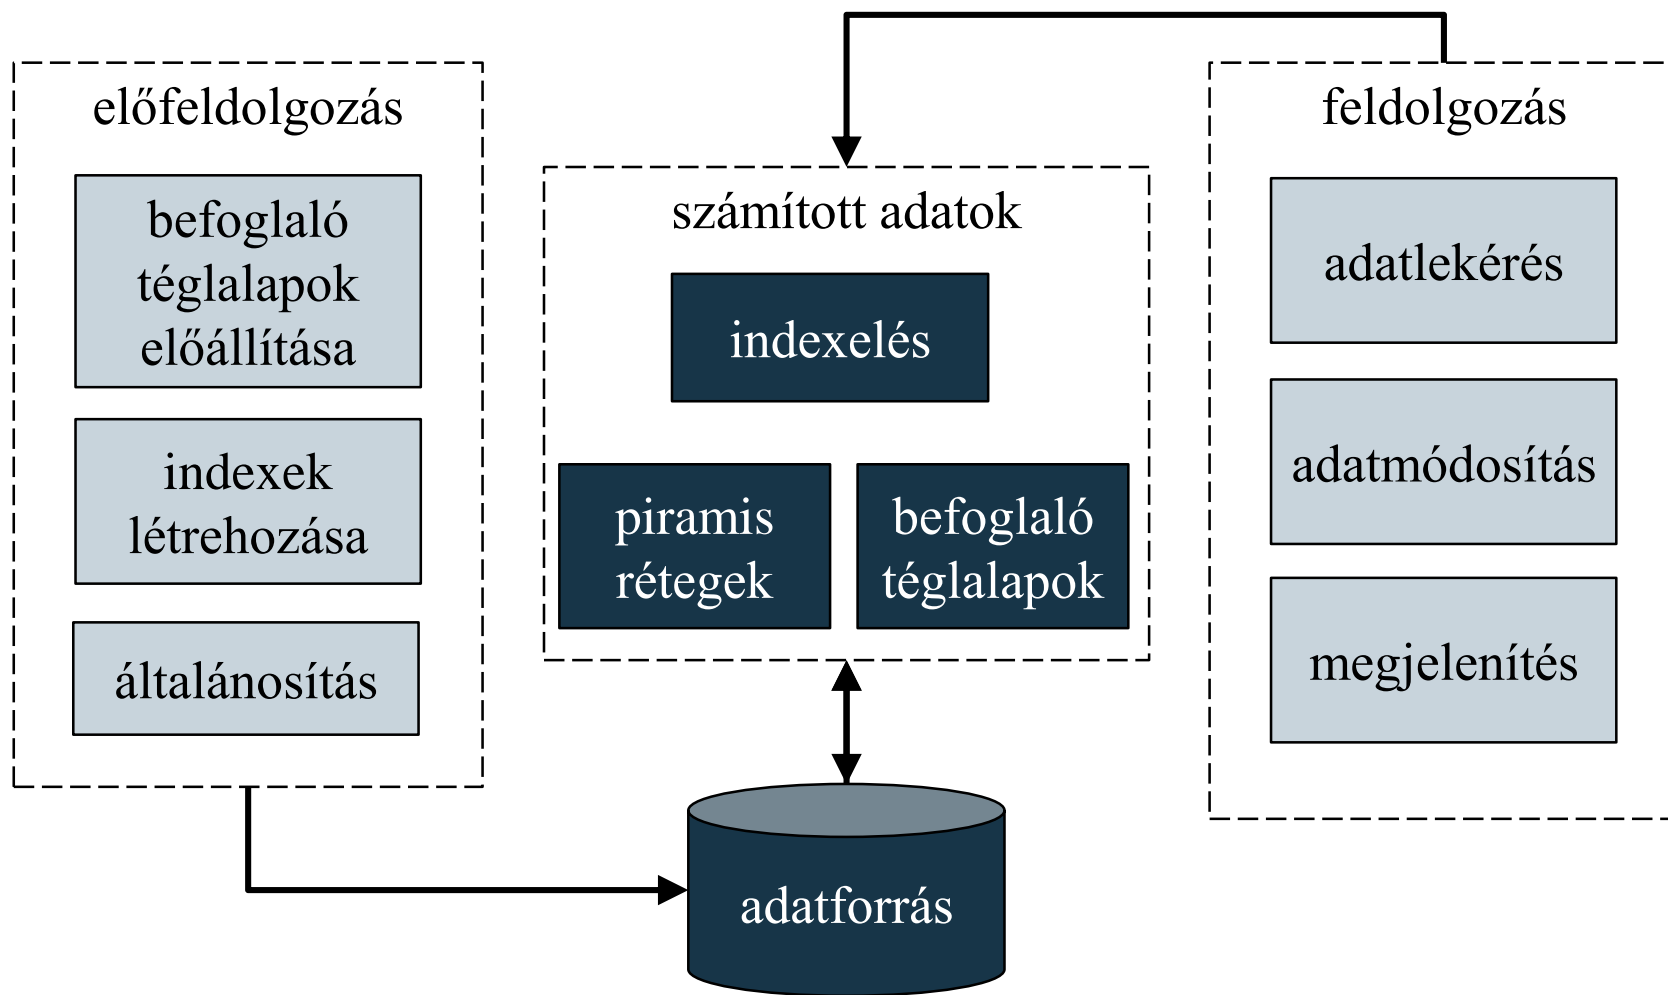 előfeldolgozás
befoglaló
téglalapok
előállítása
indexek
létrehozása
általánosítás
számított adatok
indexelés
piramis
rétegek
befoglaló
téglalapok
adatforrás
feldolgozás
adatlekérés
adatmódosítás
megjelenítés